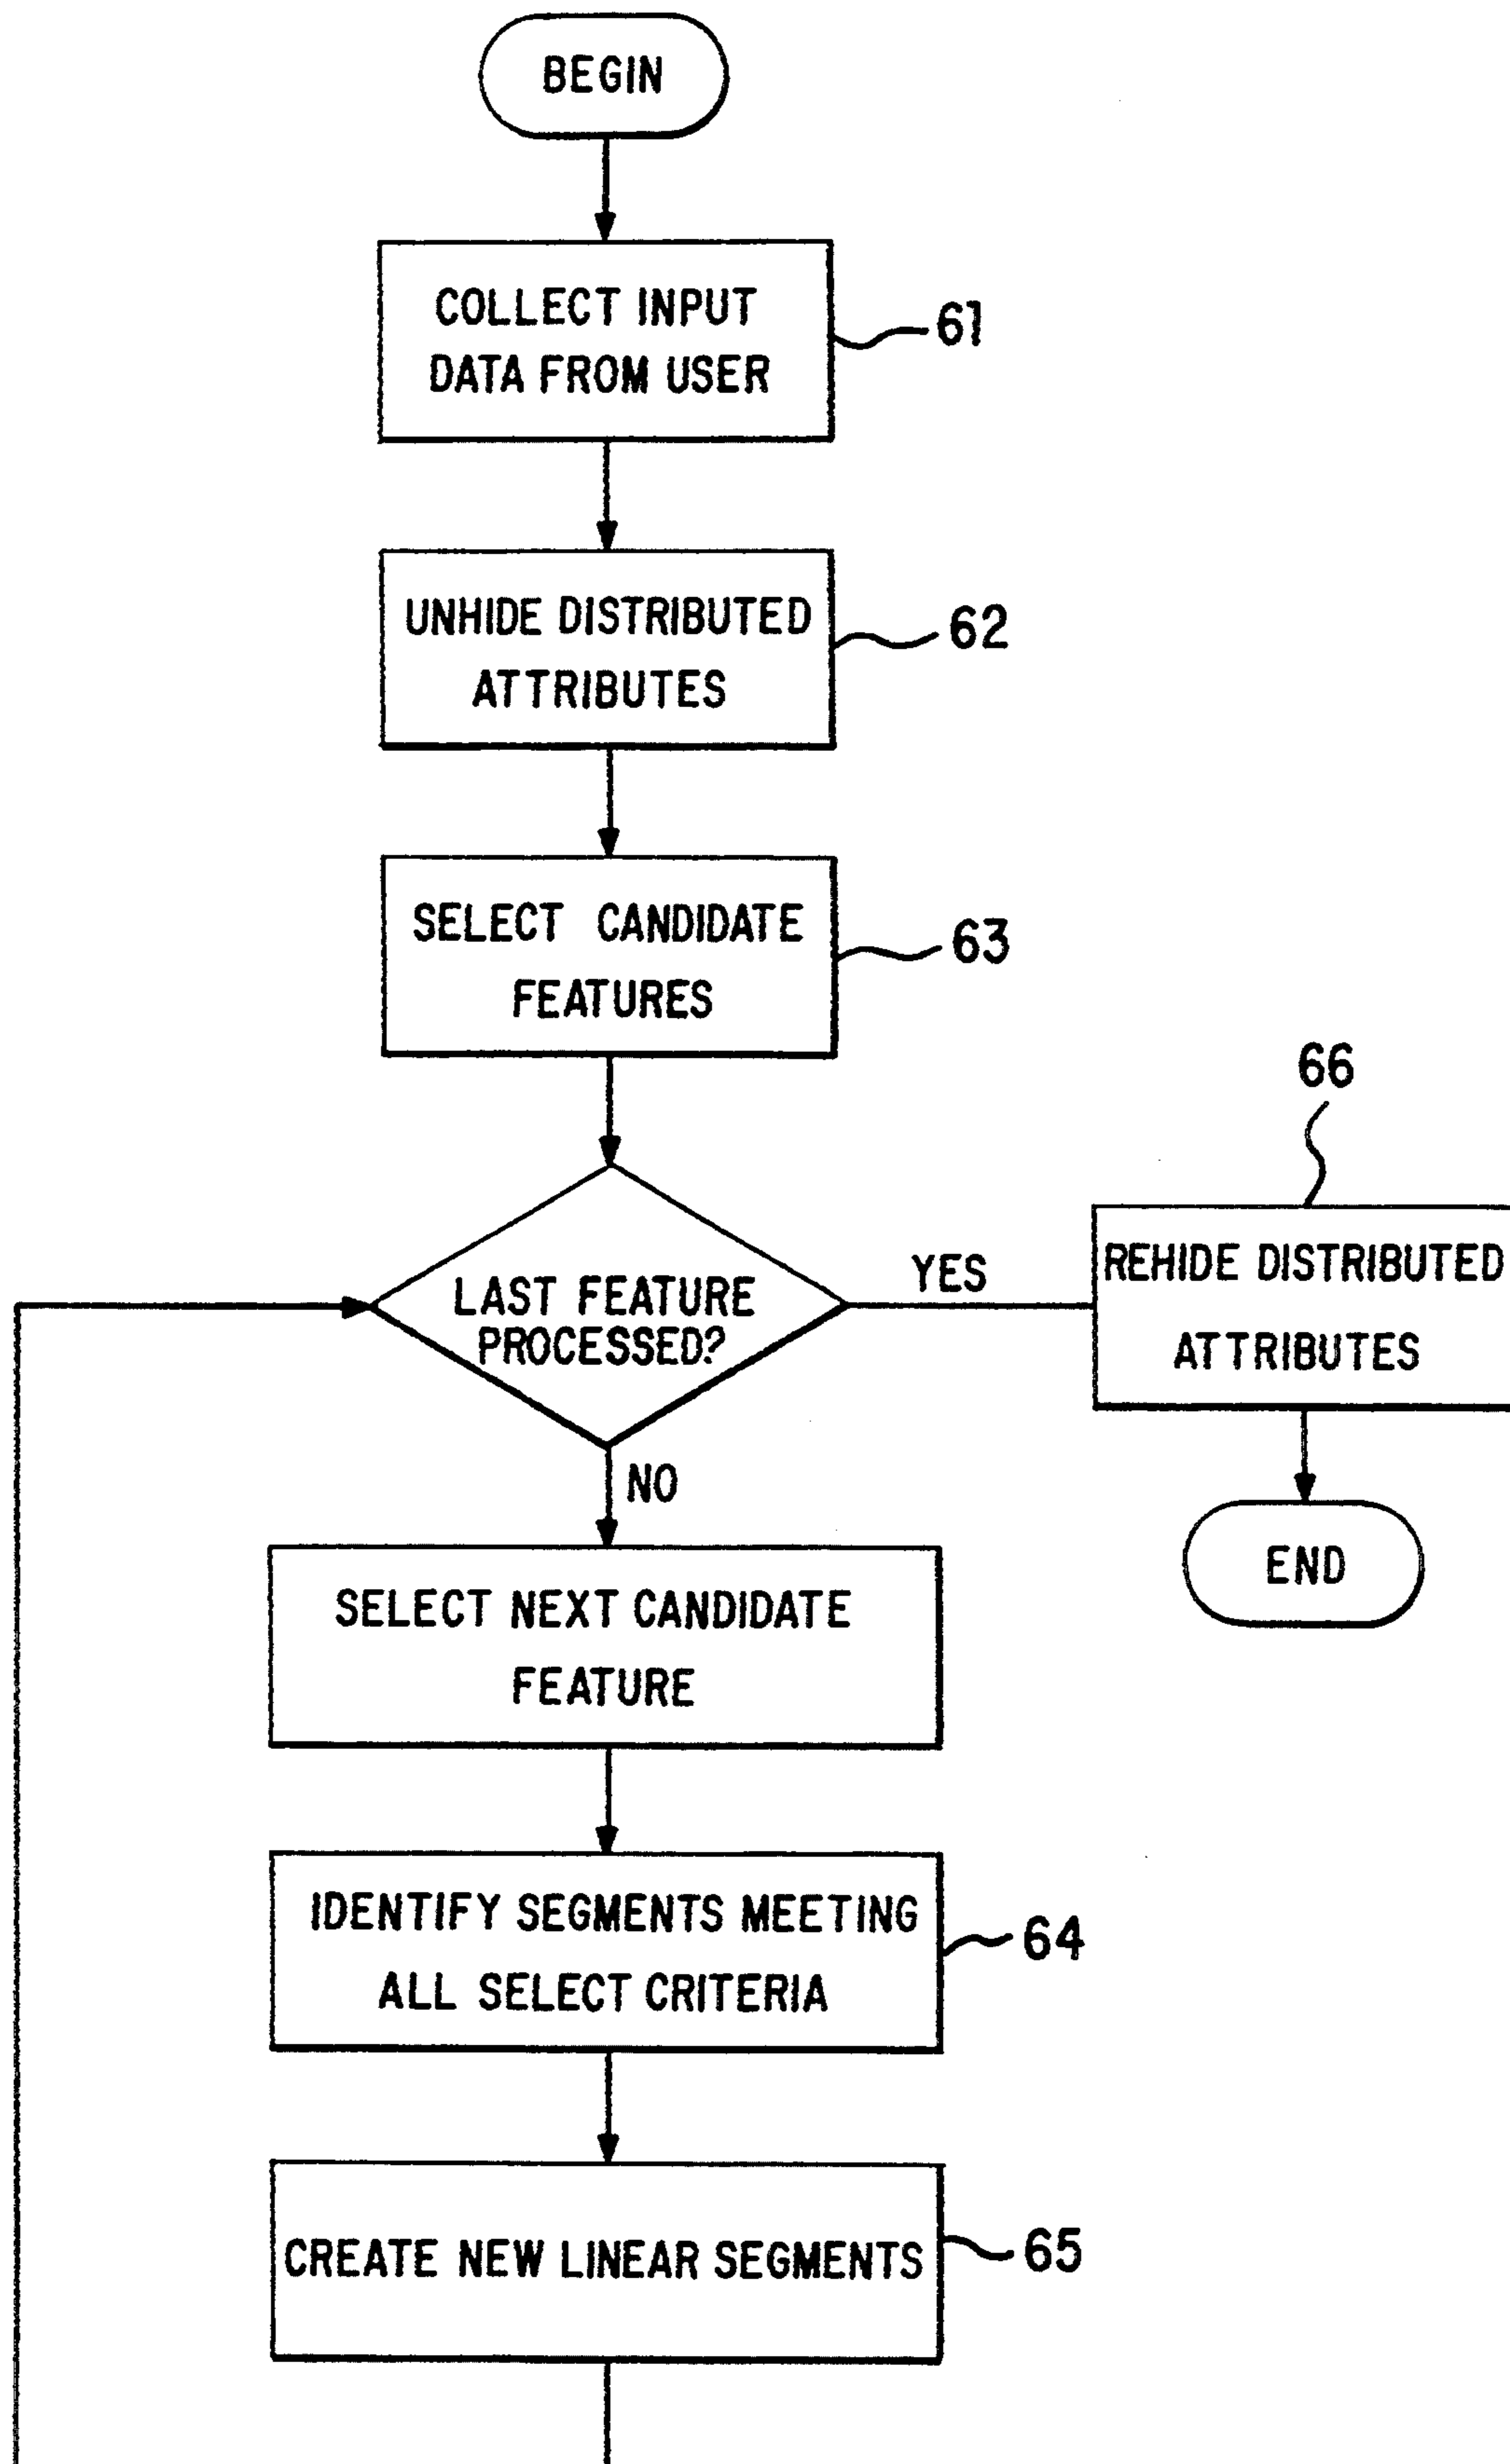 BEGIN
COLLECT INPUT
DATA FROM USER
61
UNHIDE DISTRIBUTED
ATTRIBUTES
62
SELECT CANDIDATE
FEATURES
63
LAST FEATURE
PROCESSED?
YES
66
REHIDE DISTRIBUTED
ATTRIBUTES
END
NO
SELECT NEXT CANDIDATE
FEATURE
IDENTIFY SEGMENTS MEETING
ALL SELECT CRITERIA
64
CREATE NEW LINEAR SEGMENTS
65